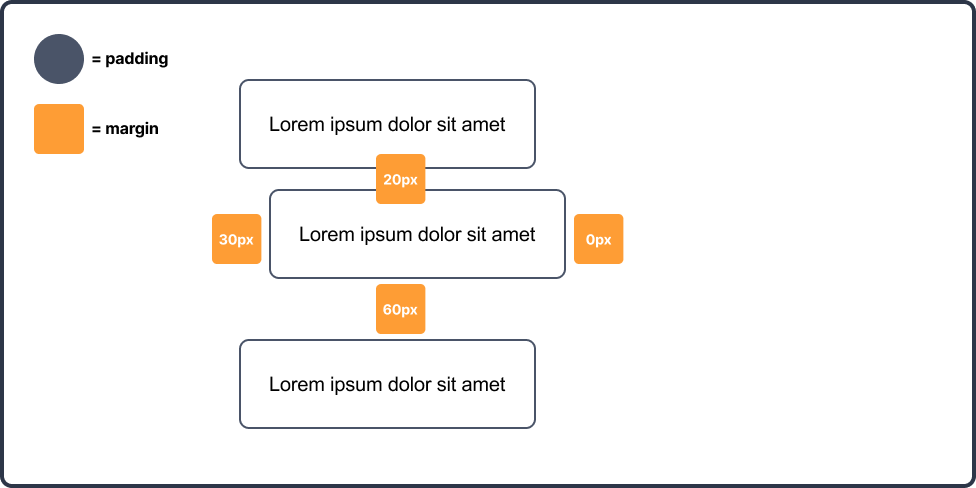 = padding
= margin
Lorem ipsum dolor sit amet
20px
30px
Lorem ipsum dolor sit amet
0px
60px
Lorem ipsum dolor sit amet